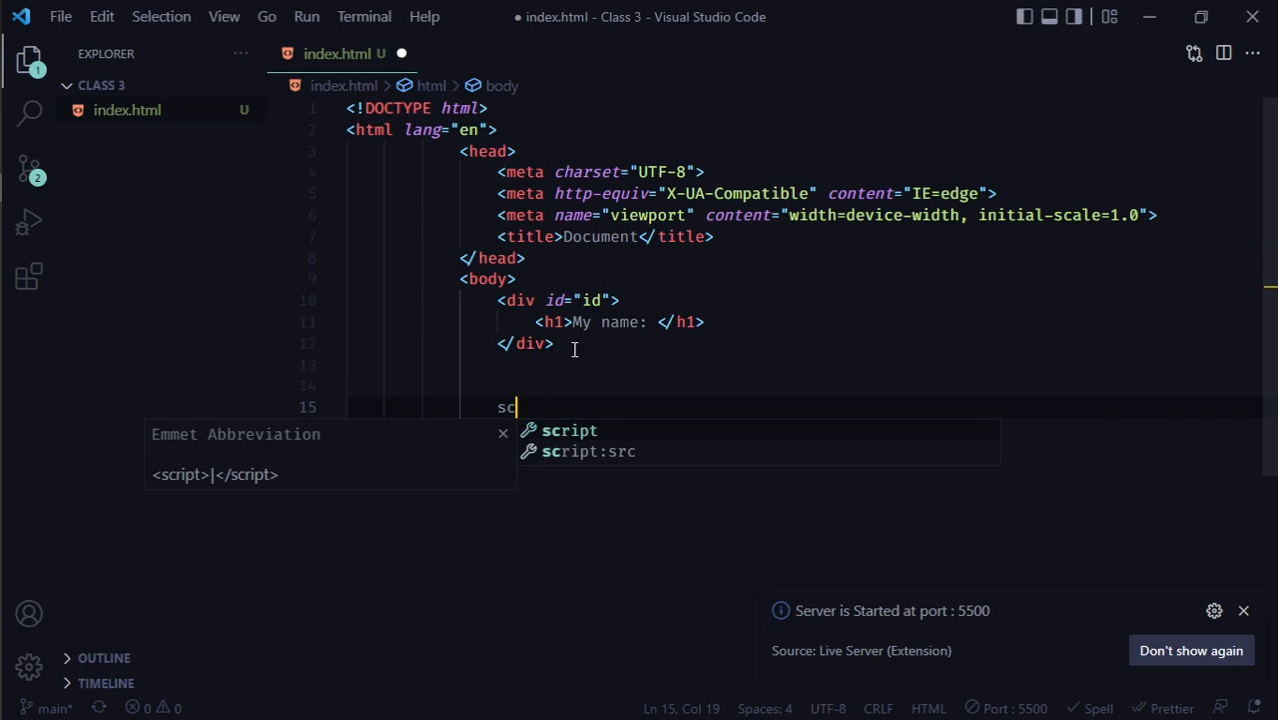 File Edit Selection View Go Run Terminal Help
● index.html - Class 3 - Visual Studio Code
EXPLORER ···
index.html U ●
1
CLASS 3
index.html > html > body
index.html U
1 <!DOCTYPE html>
2 <html lang="en">
3 <head>
4 <meta charset="UTF-8">
5 <meta http-equiv="X-UA-Compatible" content="IE=edge">
6 <meta name="viewport" content="width=device-width, initial-scale=1.0">
7 <title>Document</title>
8 </head>
9 <body>
10 <div id="id">
11 <h1>My name: </h1>
12 </div>
13
14
15 sc
2
Emmet Abbreviation
<script>|</script>
script
script:src
Server is Started at port : 5500
Source: Live Server (Extension)
Don't show again
OUTLINE
TIMELINE
main* 0 0 Ln 15, Col 19 Spaces: 4 UTF-8 CRLF HTML Port : 5500 Spell Prettier